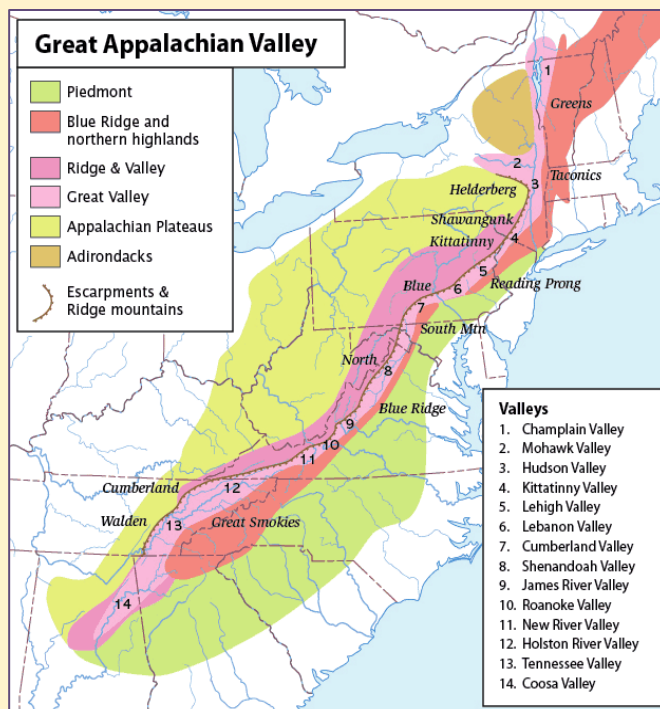 Great Appalachian Valley
Piedmont
Blue Ridge and
northern highlands
Ridge & Valley
Great Valley
Appalachian Plateaus
Adirondacks
Escarpments &
Ridge mountains
1
Greens
2
Taconics
3
Helderberg
Shawangunk
4
Kittatinny
5
Reading Prong
Blue
6
7
South Mtn
North
8
Blue Ridge
9
10
11
Cumberland
12
Walden
13
Great Smokies
14
Valleys
1. Champlain Valley
2. Mohawk Valley
3. Hudson Valley
4. Kittatinny Valley
5. Lehigh Valley
6. Lebanon Valley
7. Cumberland Valley
8. Shenandoah Valley
9. James River Valley
10. Roanoke Valley
11. New River Valley
12. Holston River Valley
13. Tennessee Valley
14. Coosa Valley